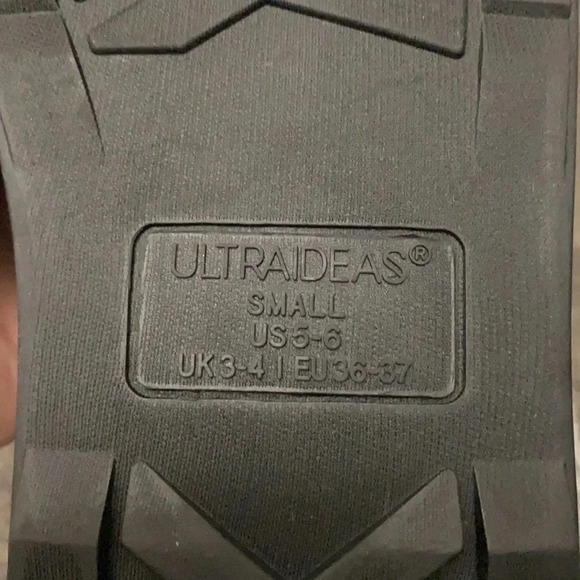 ULTRAIDEAS®
SMALL
US 5-6
UK 3-4 | EU 36-37